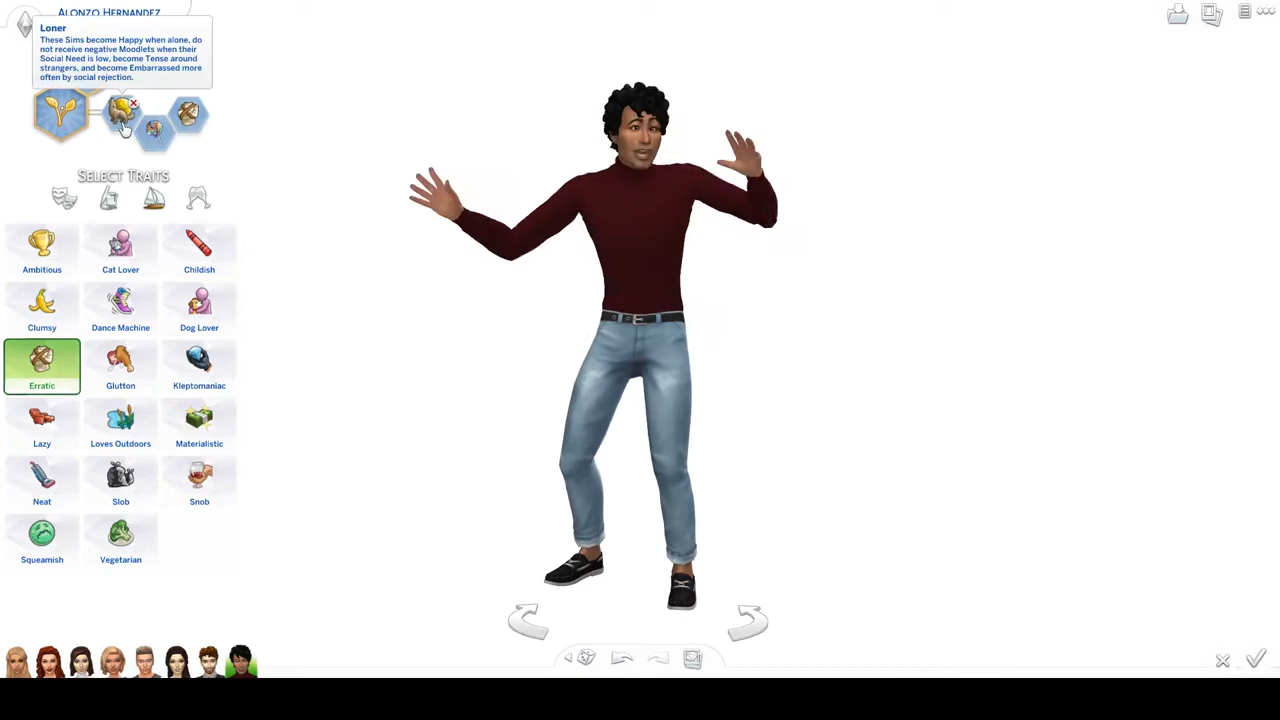 ALONZO HERNANDEZ
Loner
These Sims become Happy when alone, do
not receive negative Moodlets when their
Social Need is low, become Tense around
strangers, and become Embarrassed more
often by social rejection.
SELECT TRAITS
Ambitious
Cat Lover
Childish
Clumsy
Dance Machine
Dog Lover
Erratic
Glutton
Kleptomaniac
Lazy
Loves Outdoors
Materialistic
Neat
Slob
Snob
Squeamish
Vegetarian